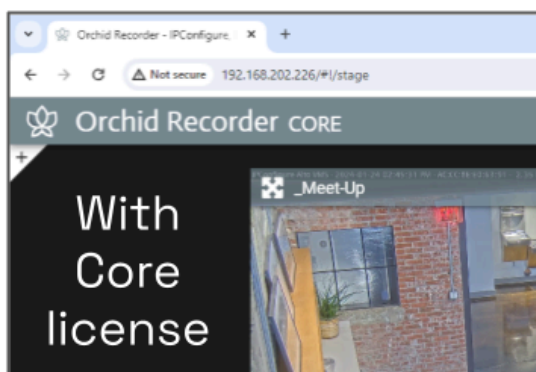 Orchid Recorder - IPConfigure,
Not secure 192.168.202.226/#!/stage
Orchid Recorder CORE
_Meet-Up
With
Core
license